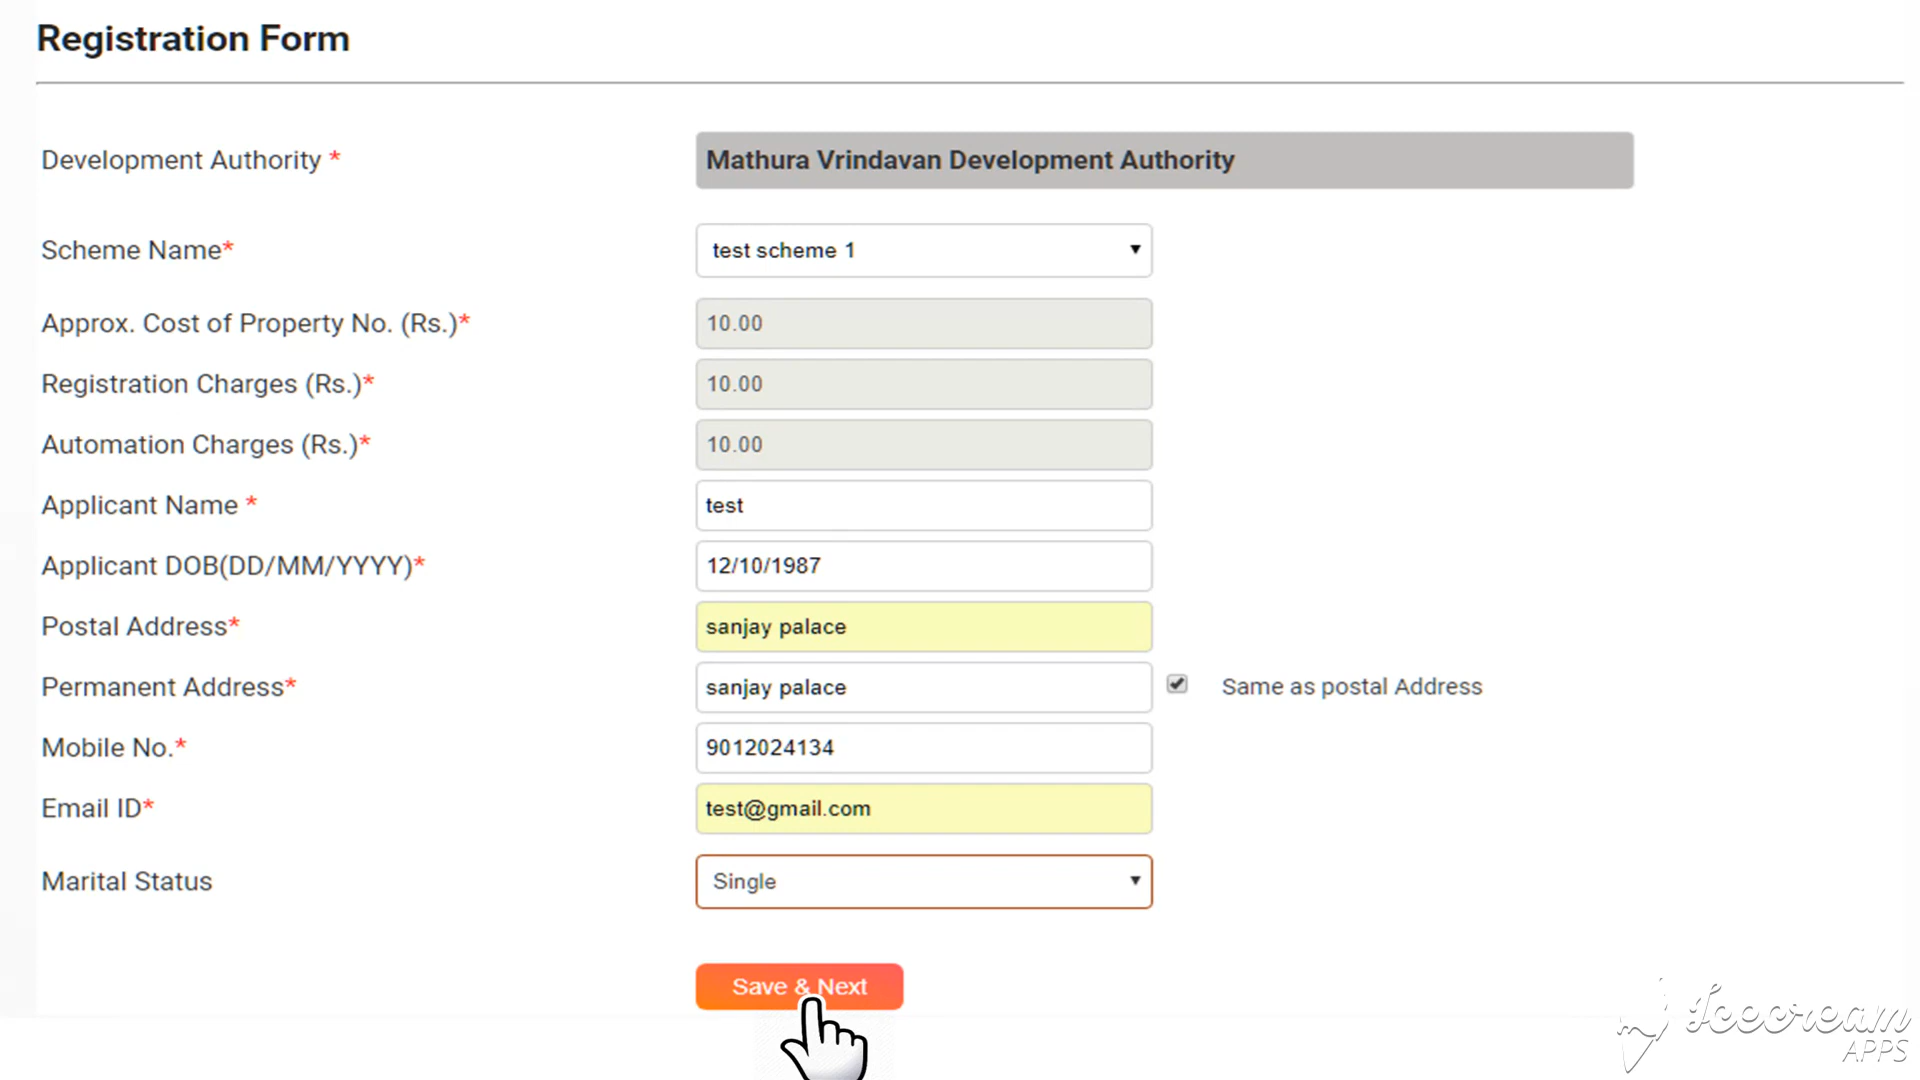 Registration Form
Development Authority * Mathura Vrindavan Development Authority
Scheme Name* test scheme 1
Approx. Cost of Property No. (Rs.)* 10.00
Registration Charges (Rs.)* 10.00
Automation Charges (Rs.)* 10.00
Applicant Name * test
Applicant DOB(DD/MM/YYYY)* 12/10/1987
Postal Address* sanjay palace
Permanent Address* sanjay palace Same as postal Address
Mobile No.* 9012024134
Email ID* test@gmail.com
Marital Status Single
Save & Next
Icecream
APPS